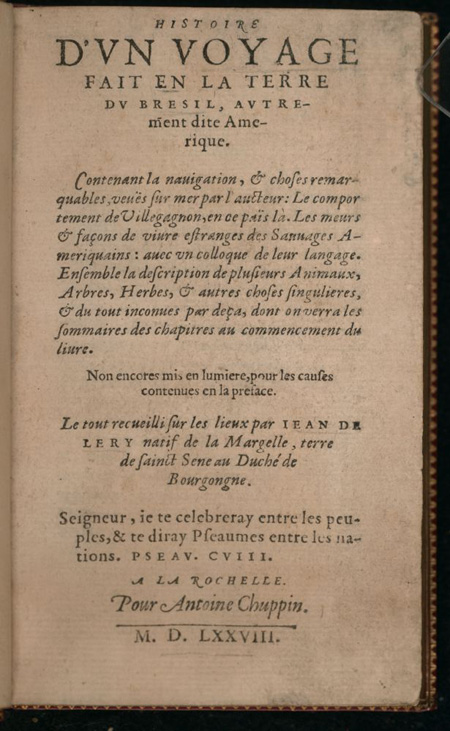 HISTOIRE
D'VN VOYAGE
FAIT EN LA TERRE
DV BRESIL, AVTRE-
m̃ent dite Ame-
rique.
Contenant la nauigation, & choses remar-
quables, veuës sur mer par l'aucteur: Le compor
tement de Villegagnon, en ce païs là. Les meurs
& façons de viure estranges des Sauuages A-
meriquains: auec vn colloque de leur langage.
Ensemble la description de plusieurs Animaux,
Arbres, Herbes, & autres choses singulieres,
& du tout inconues par deça, dont on verra les
sommaires des chapitres au commencement du
liure.
Non encores mis en lumiere, pour les causes
contenues en la preface.
Le tout recueilli sur les lieux par IEAN DE
LERY natif de la Margelle, terre
de sainct Sene au Duché de
Bourgongne.
Seigneur, ie te celebreray entre les peu-
ples, & te diray Pseaumes entre les na-
tions. PSEAV. CVIII.
A LA ROCHELLE.
Pour Antoine Chuppin.
M. D. LXXVIII.